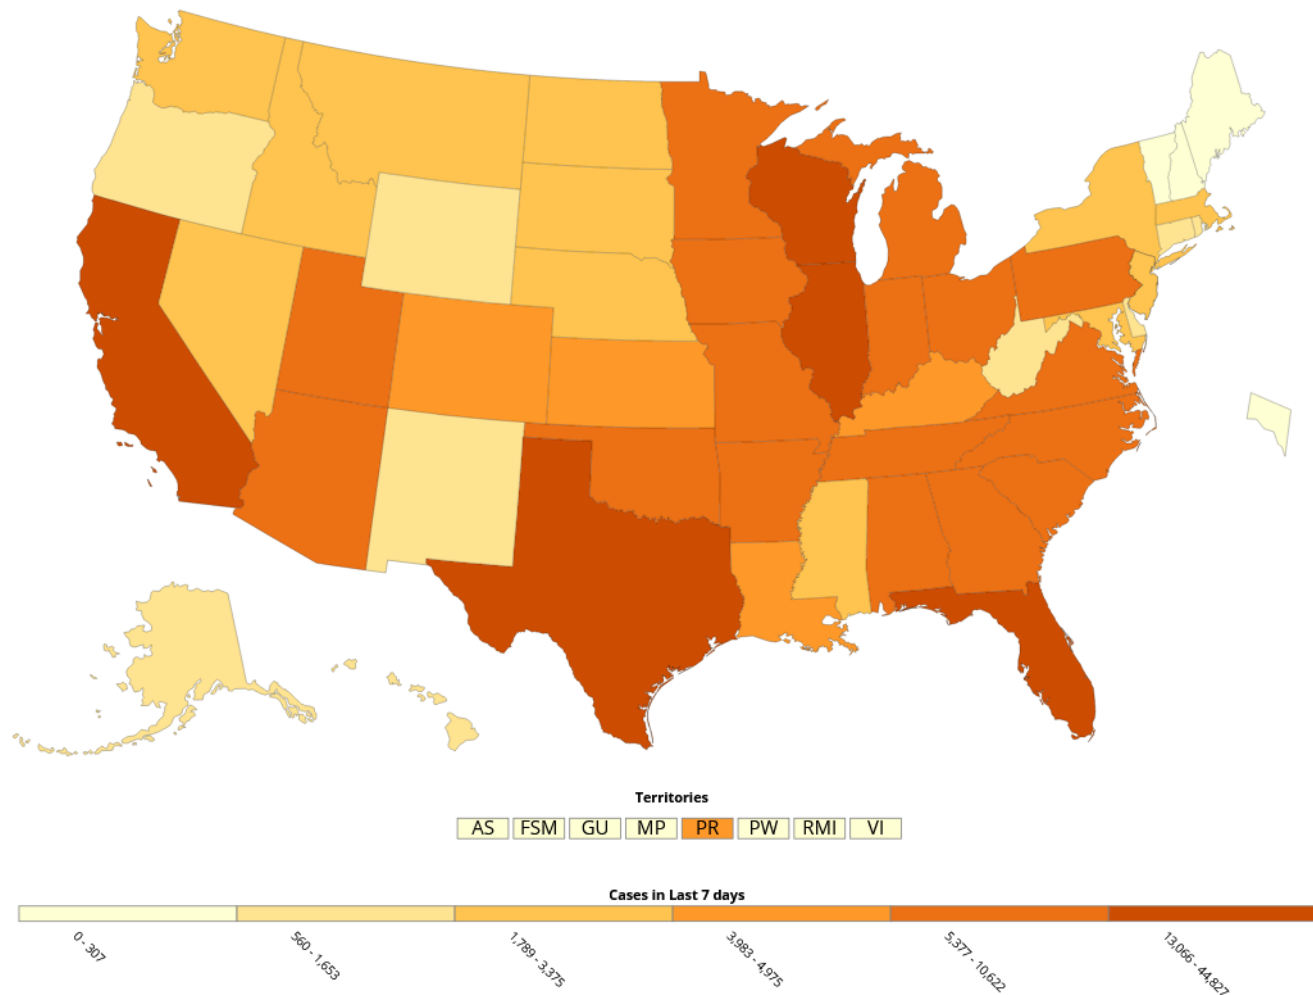 Territories
AS FSM GU MP PR PW RMI VI
Cases in Last 7 days
0 - 307
560 - 1,653
1,789 - 3,375
3,983 - 4,975
5,377 - 10,622
13,066 - 44,827